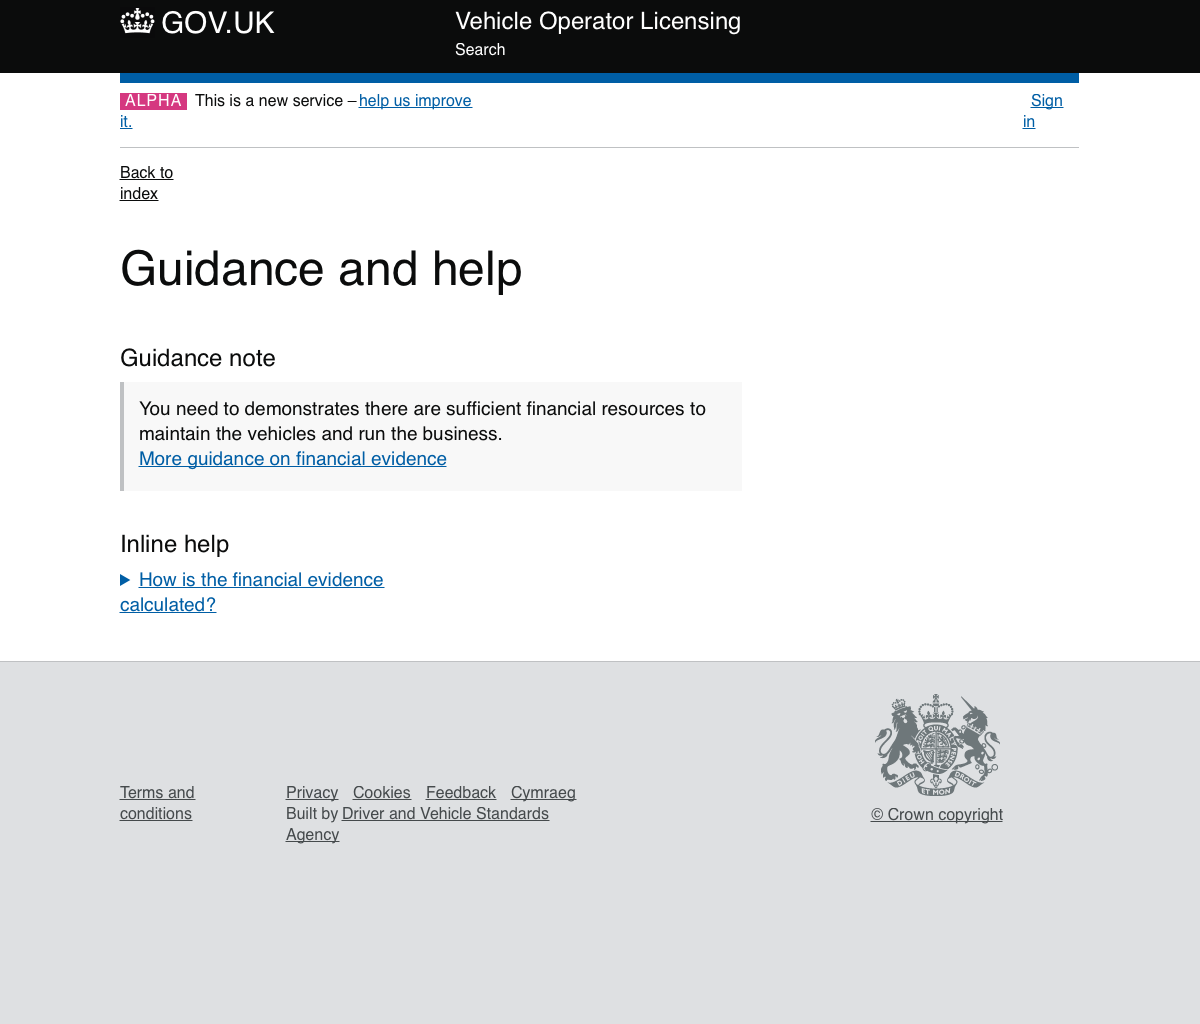 GOV.UK
Vehicle Operator Licensing
Search
ALPHA This is a new service – help us improve it.
Sign in
Back to
index
Guidance and help
Guidance note
You need to demonstrates there are sufficient financial resources to
maintain the vehicles and run the business.
More guidance on financial evidence
Inline help
How is the financial evidence
calculated?
DIEU ET MON DROIT
Terms and
conditions
Privacy Cookies Feedback Cymraeg
Built by Driver and Vehicle Standards
Agency
© Crown copyright